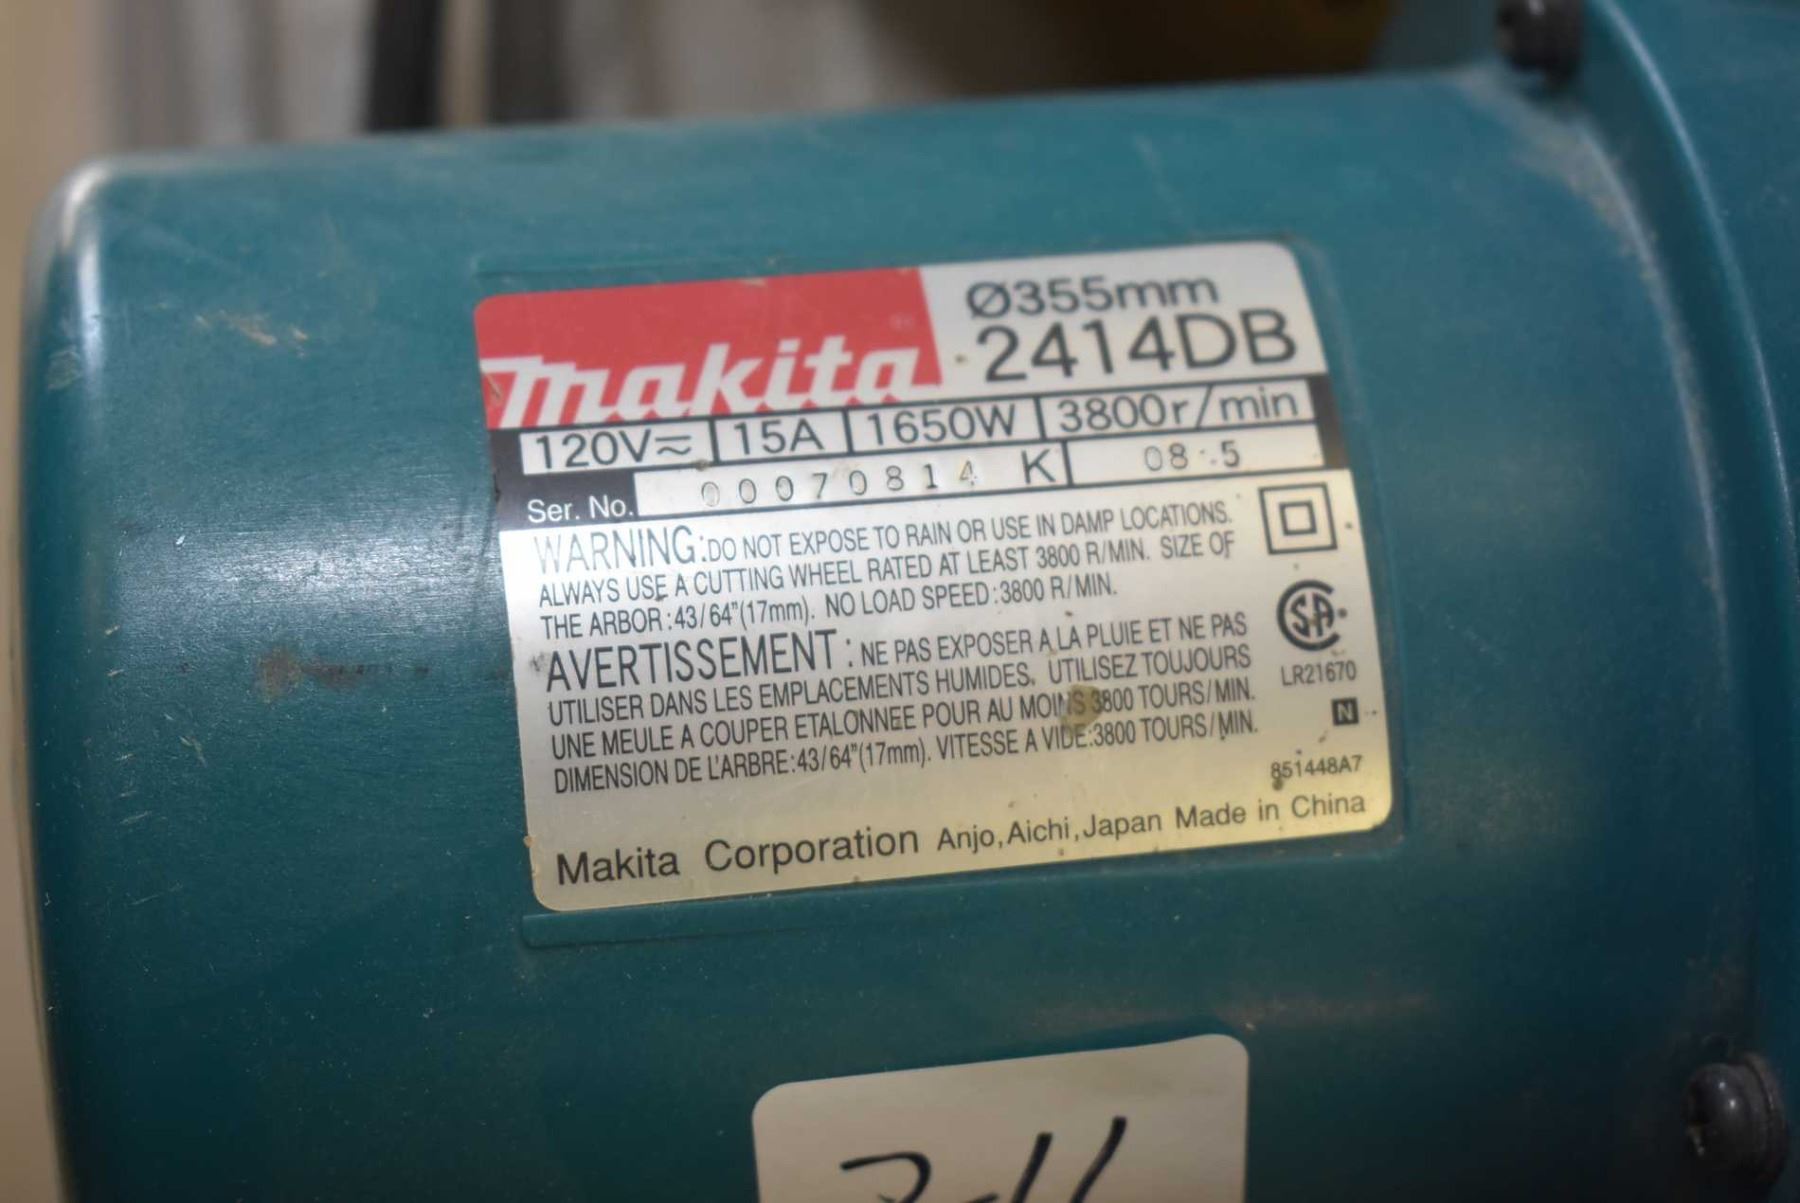 makita
Ø355mm
2414DB
120V≂ 15A 1650W 3800r/min
Ser. No. 00070814 K 08 .5
WARNING:DO NOT EXPOSE TO RAIN OR USE IN DAMP LOCATIONS.
ALWAYS USE A CUTTING WHEEL RATED AT LEAST 3800 R/MIN. SIZE OF
THE ARBOR:43/64"(17mm). NO LOAD SPEED:3800 R/MIN.
AVERTISSEMENT : NE PAS EXPOSER A LA PLUIE ET NE PAS
UTILISER DANS LES EMPLACEMENTS HUMIDES. UTILISEZ TOUJOURS
UNE MEULE A COUPER ETALONNEE POUR AU MOINS 3800 TOURS/MIN.
DIMENSION DE L'ARBRE:43/64"(17mm). VITESSE A VIDE:3800 TOURS/MIN.
SA
LR21670
N
851448A7
Makita Corporation Anjo,Aichi,Japan Made in China